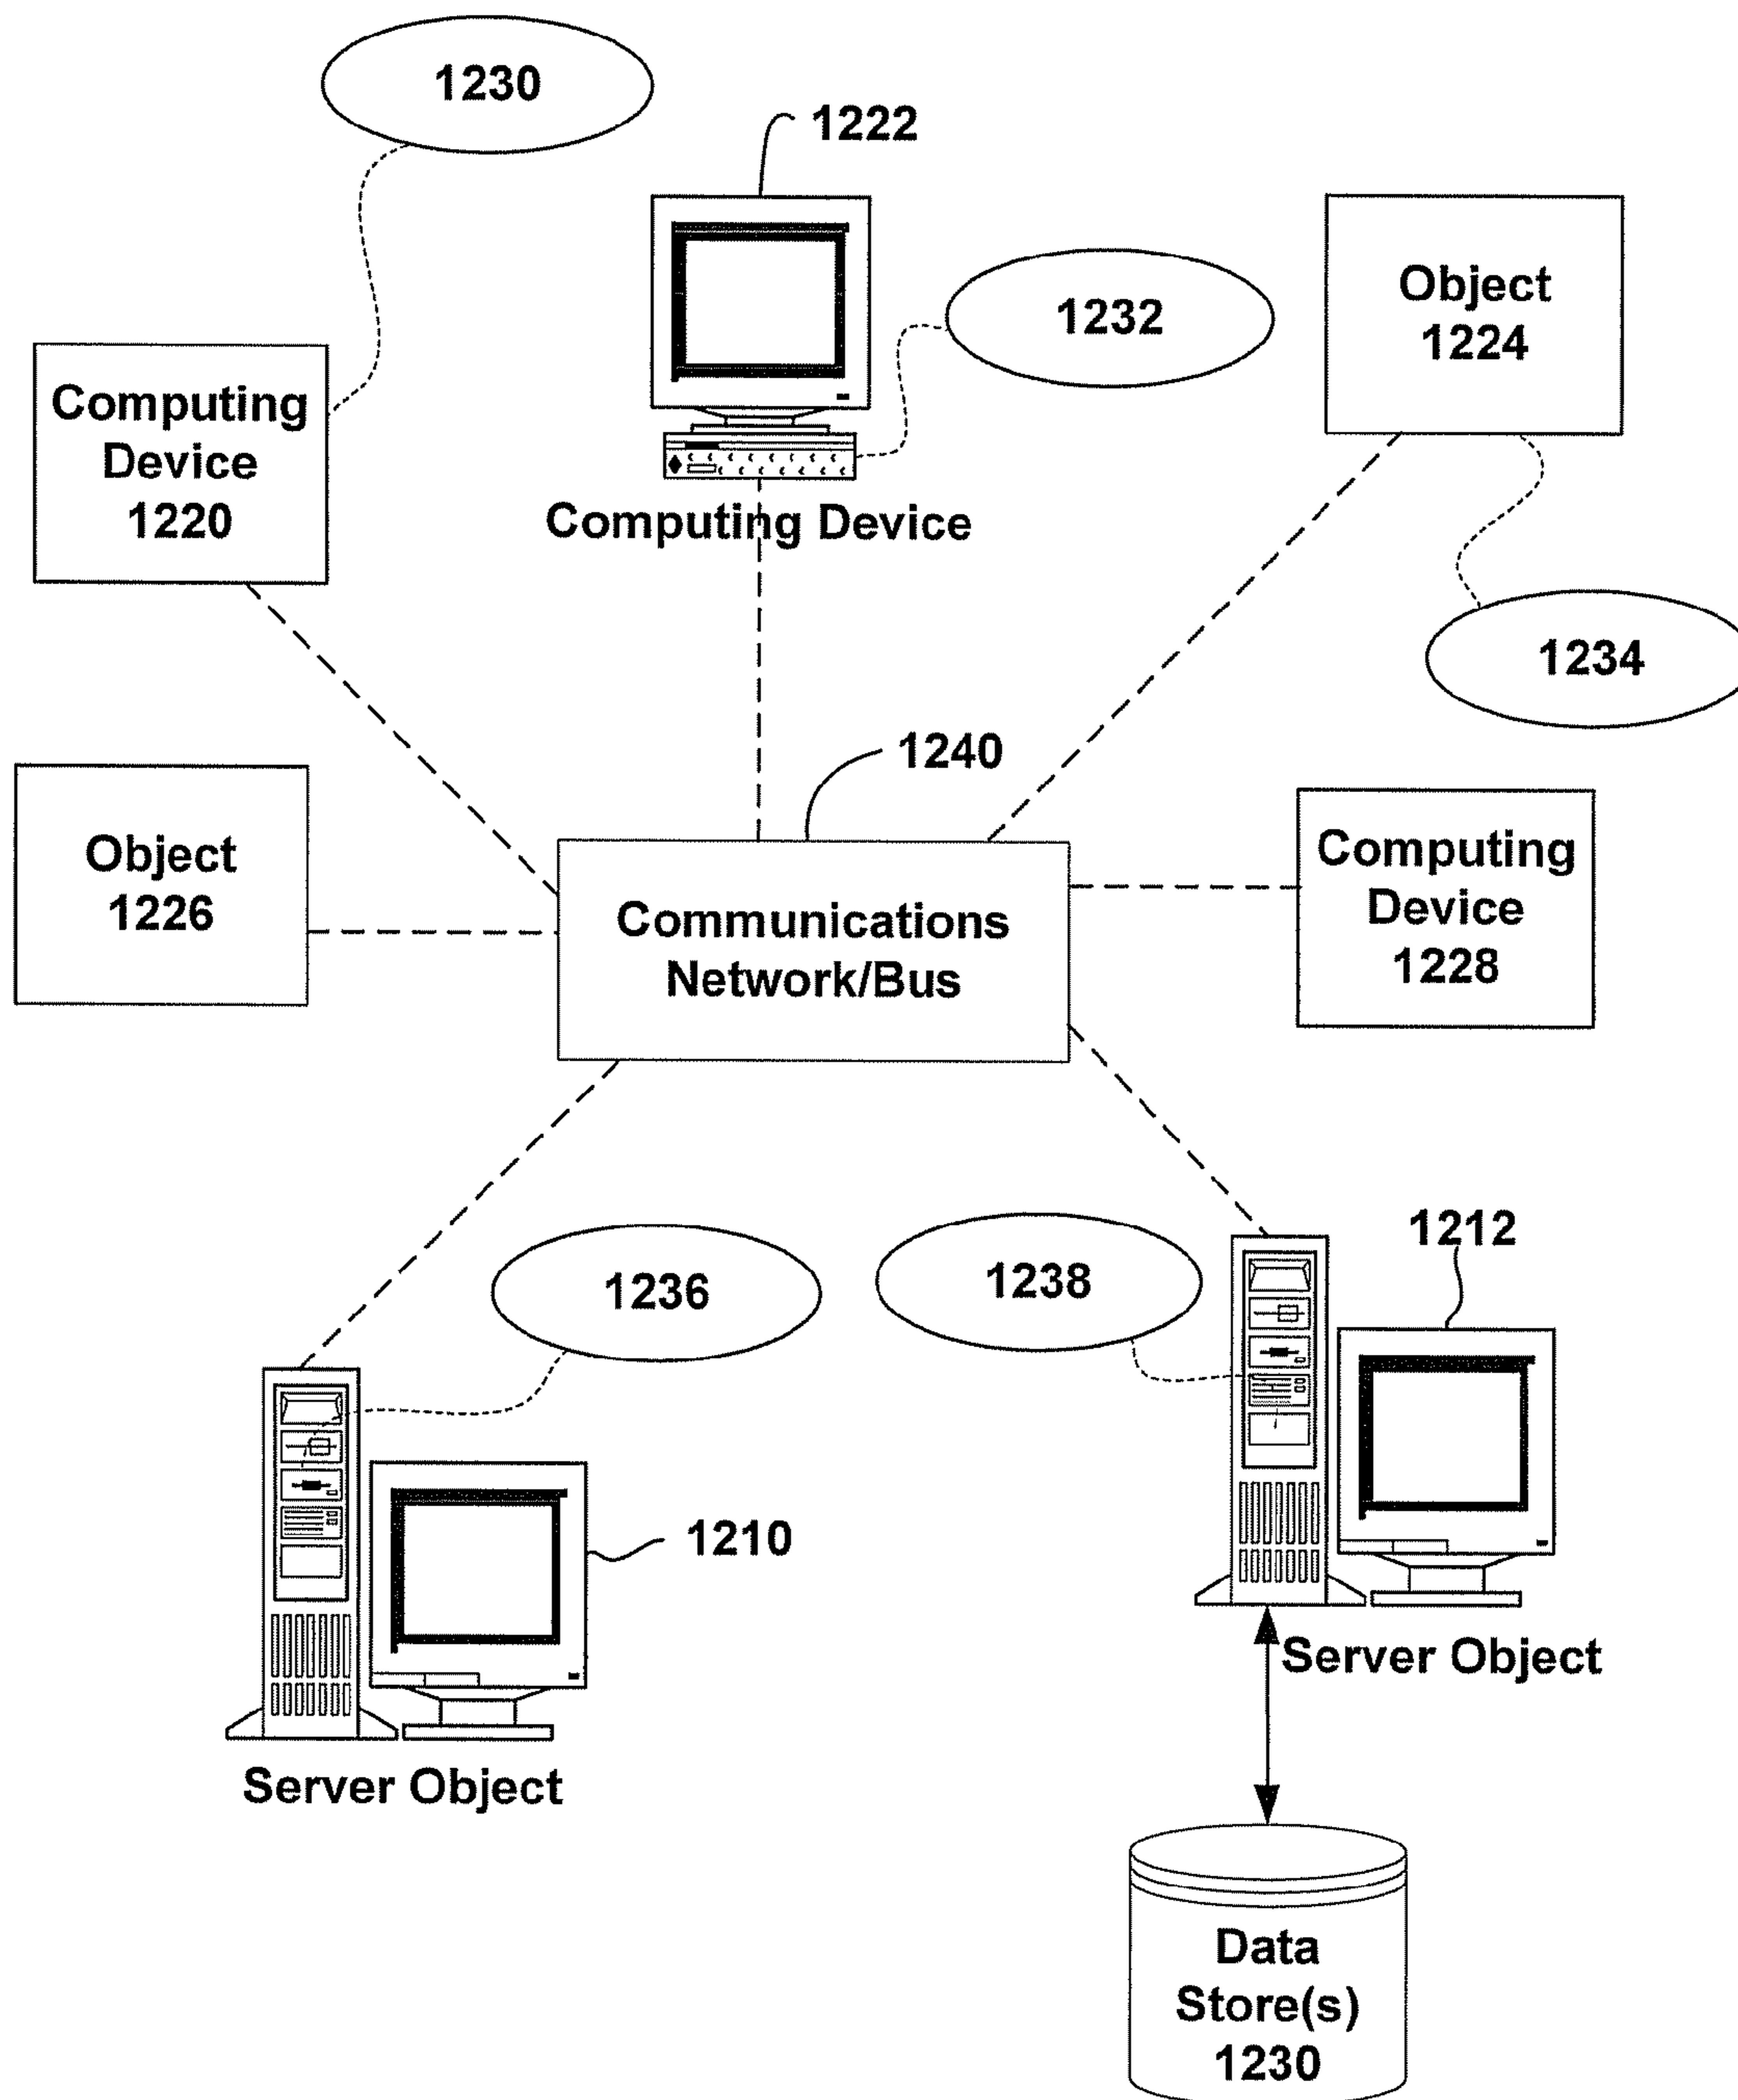 1230
1222
1232
Object
1224
Computing
Device
1220
Computing Device
1234
1240
Object
1226
Communications
Network/Bus
Computing
Device
1228
1212
1236
1238
1210
Server Object
Server Object
Data
Store(s)
1230